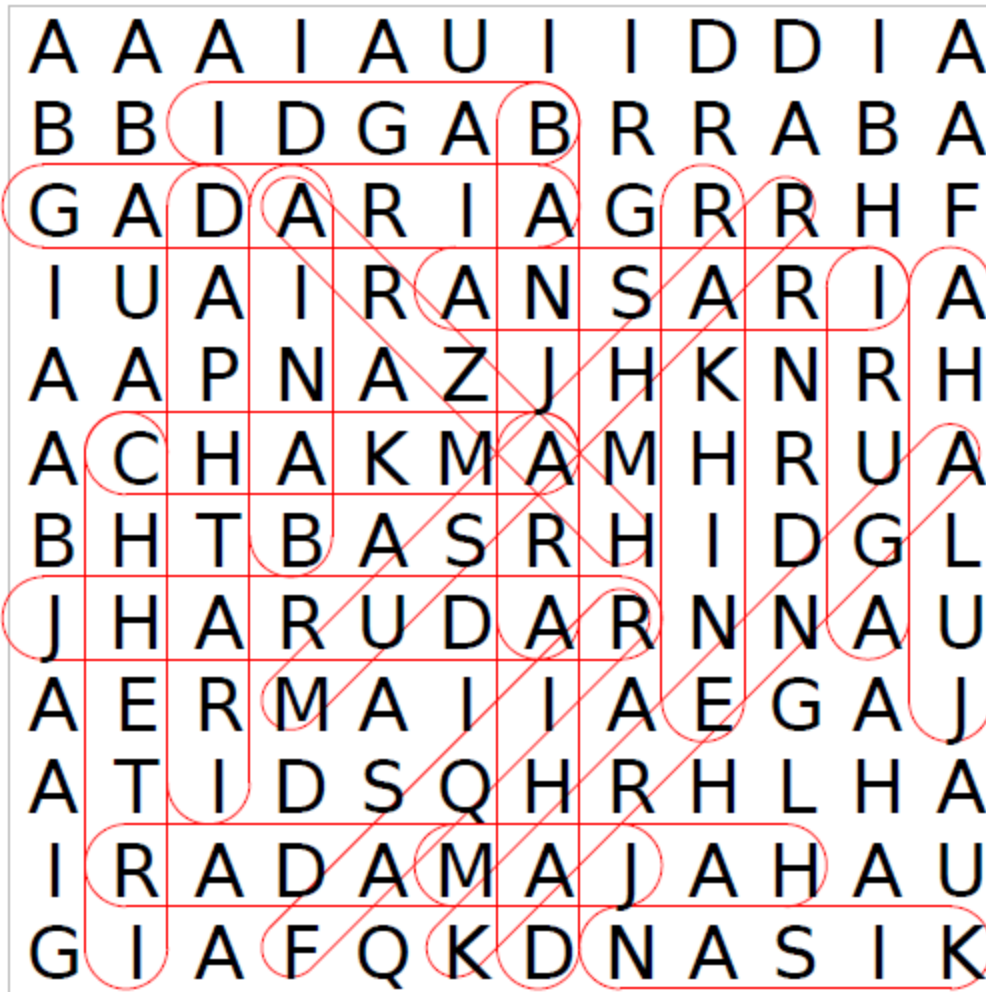 A A A I A U I I D D I A
B B I D G A B R R A B A
G A D A R I A G R R H F
I U A I R A N S A R I A
A A P N A Z J H K N R H
A C H A K M A M H R U A
B H T B A S R H I D G L
J H A R U D A R N N A U
A E R M A I I A E G A J
A T I D S Q H R H L H A
I R A D A M A J A H A U
G I A F Q K D N A S I K